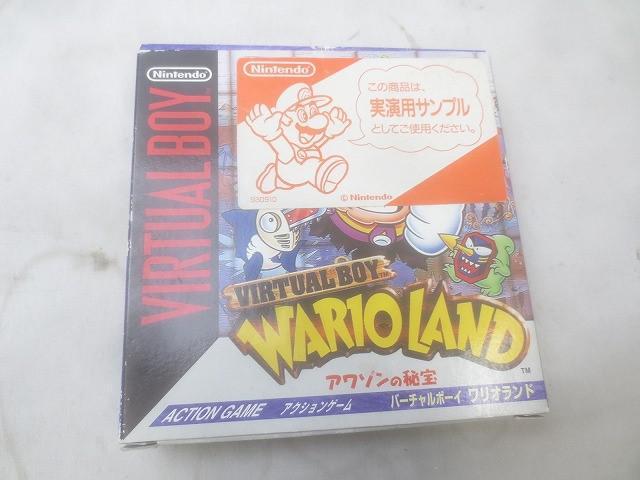 Nintendo
VIRTUAL BOY
Nintendo
この商品は、
実演用サンプル
としてご使用ください。
930910
© Nintendo
VIRTUAL BOY™
WARIO LAND™
アワゾンの秘宝
ACTION GAME アクションゲーム
バーチャルボーイ ワリオランド